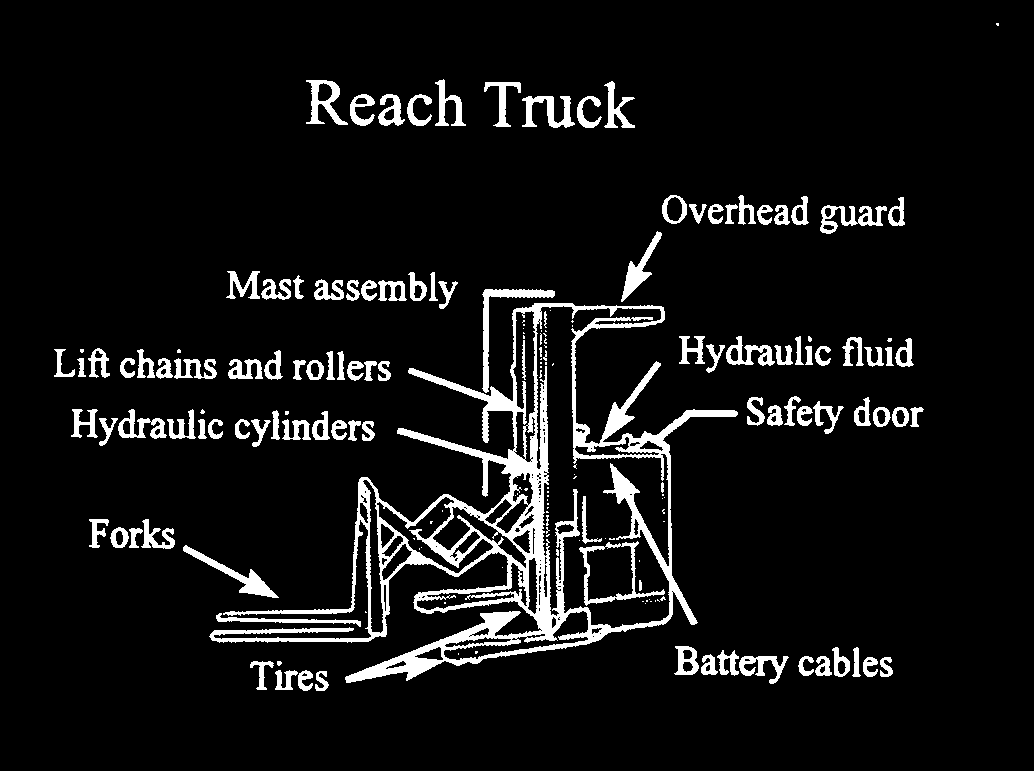 Reach Truck
Overhead guard
Mast assembly
Lift chains and rollers
Hydraulic fluid
Hydraulic cylinders
Safety door
Forks
Tires
Battery cables